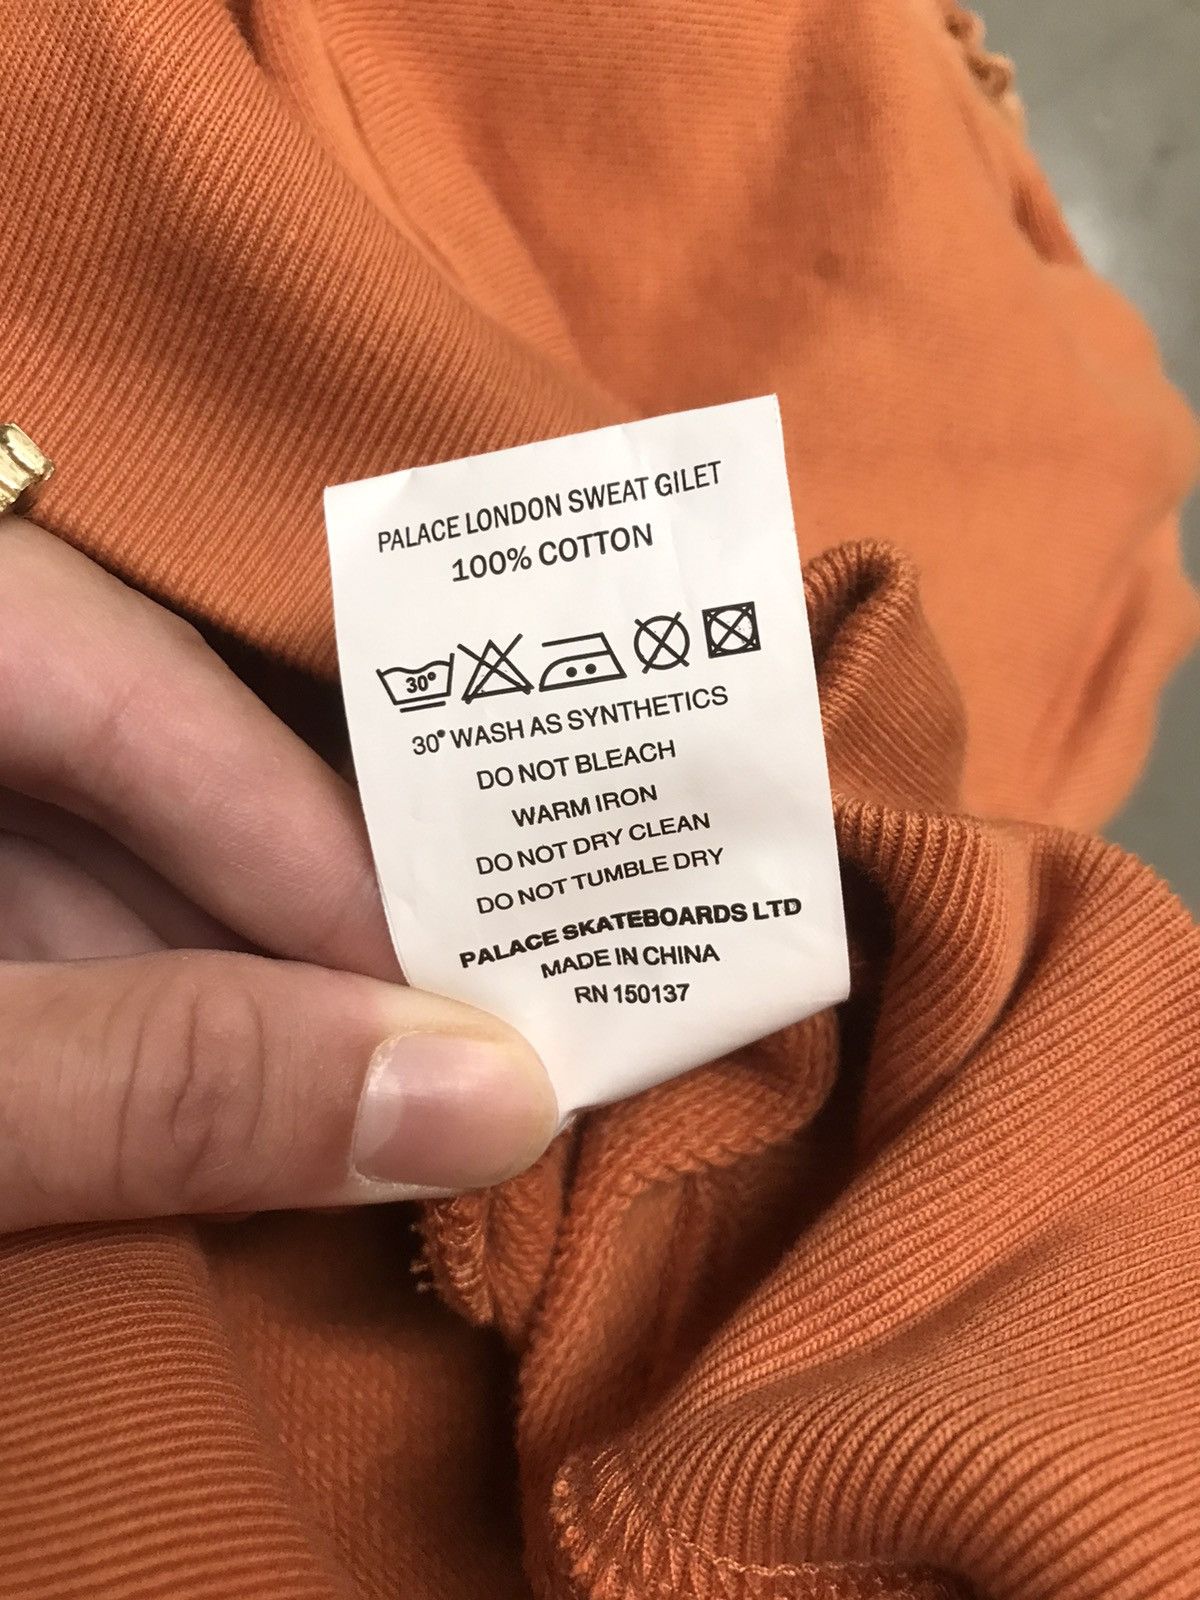 PALACE LONDON SWEAT GILET
100% COTTON
30°
30° WASH AS SYNTHETICS
DO NOT BLEACH
WARM IRON
DO NOT DRY CLEAN
DO NOT TUMBLE DRY
PALACE SKATEBOARDS LTD
MADE IN CHINA
RN 150137